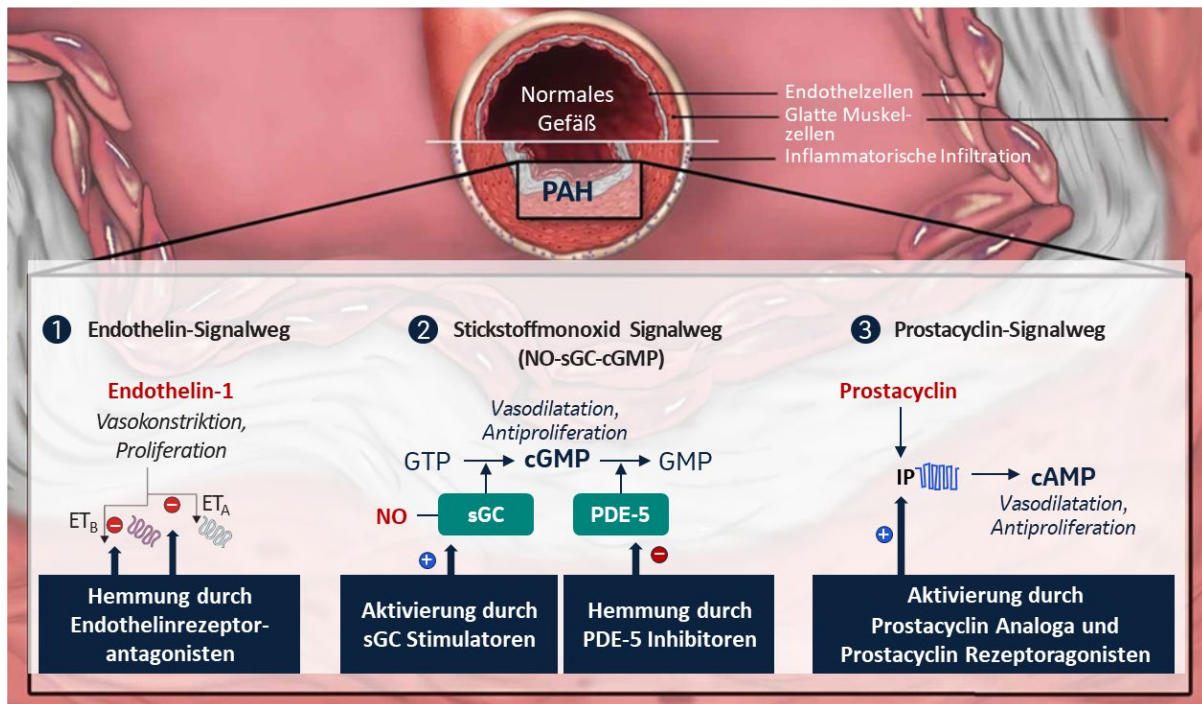 Normales
Gefäß
Endothelzellen
Glatte Muskel-
zellen
Inflammatorische Infiltration
PAH
1 Endothelin-Signalweg
Endothelin-1
Vasokonstriktion,
Proliferation
ETB
ETA
Hemmung durch
Endothelinrezeptor-
antagonisten
2 Stickstoffmonoxid Signalweg
(NO-sGC-cGMP)
Vasodilatation,
Antiproliferation
GTP cGMP GMP
NO sGC PDE-5
+
Aktivierung durch
sGC Stimulatoren
Hemmung durch
PDE-5 Inhibitoren
3 Prostacyclin-Signalweg
Prostacyclin
IP cAMP
Vasodilatation,
Antiproliferation
+
Aktivierung durch
Prostacyclin Analoga und
Prostacyclin Rezeptoragonisten